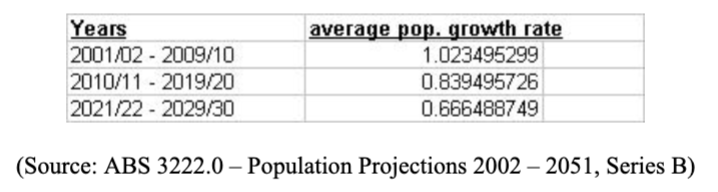 Years average pop. growth rate
2001/02 - 2009/10 1.023495299
2010/11 - 2019/20 0.839495726
2021/22 - 2029/30 0.666488749
(Source: ABS 3222.0 – Population Projections 2002 – 2051, Series B)